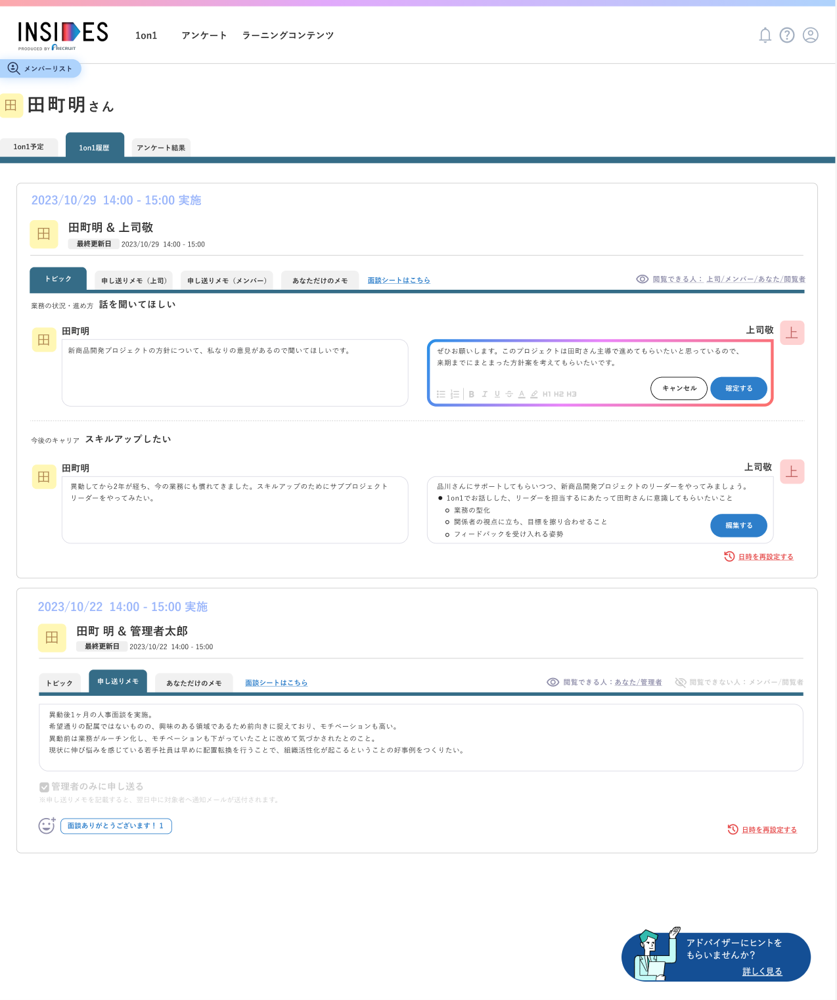 INSIDES
PRODUCED BY RECRUIT
1on1 アンケート ラーニングコンテンツ
メンバーリスト
田 田町明さん
1on1予定 1on1履歴 アンケート結果
2023/10/29 14:00 - 15:00 実施
田 田町明 & 上司敬
最終更新日 2023/10/29 14:00 - 15:00
トピック 申し送りメモ（上司） 申し送りメモ（メンバー） あなただけのメモ 面談シートはこちら 閲覧できる人： 上司/メンバー/あなた/閲覧者
業務の状況・進め方 話を聞いてほしい
田 田町明
新商品開発プロジェクトの方針について、私なりの意見があるので聞いてほしいです。
上司敬 上
ぜひお願いします。このプロジェクトは田町さん主導で進めてもらいたいと思っているので、
来期までにまとまった方針案を考えてもらいたいです。
B I U S A H1 H2 H3 キャンセル 確定する
今後のキャリア スキルアップしたい
田 田町明
異動してから2年が経ち、今の業務にも慣れてきました。スキルアップのためにサブプロジェクト
リーダーをやってみたい。
上司敬 上
品川さんにサポートしてもらいつつ、新商品開発プロジェクトのリーダーをやってみましょう。
1on1でお話しした、リーダーを担当するにあたって田町さんに意識してもらいたいこと
業務の型化
関係者の視点に立ち、目標を擦り合わせること
フィードバックを受け入れる姿勢
編集する
日時を再設定する
2023/10/22 14:00 - 15:00 実施
田 田町 明 & 管理者太郎
最終更新日 2023/10/22 14:00 - 15:00
トピック 申し送りメモ あなただけのメモ 面談シートはこちら 閲覧できる人：あなた/管理者 閲覧できない人：メンバー/閲覧者
異動後1ヶ月の人事面談を実施。
希望通りの配属ではないものの、興味のある領域であるため前向きに捉えており、モチベーションも高い。
異動前は業務がルーチン化し、モチベーションも下がっていたことに改めて気づかされたとのこと。
現状に伸び悩みを感じている若手社員は早めに配置転換を行うことで、組織活性化が起こるということの好事例をつくりたい。
管理者のみに申し送る
※申し送りメモを記載すると、翌日中に対象者へ通知メールが送付されます。
面談ありがとうございます！ 1
日時を再設定する
アドバイザーにヒントを
もらいませんか？
詳しく見る